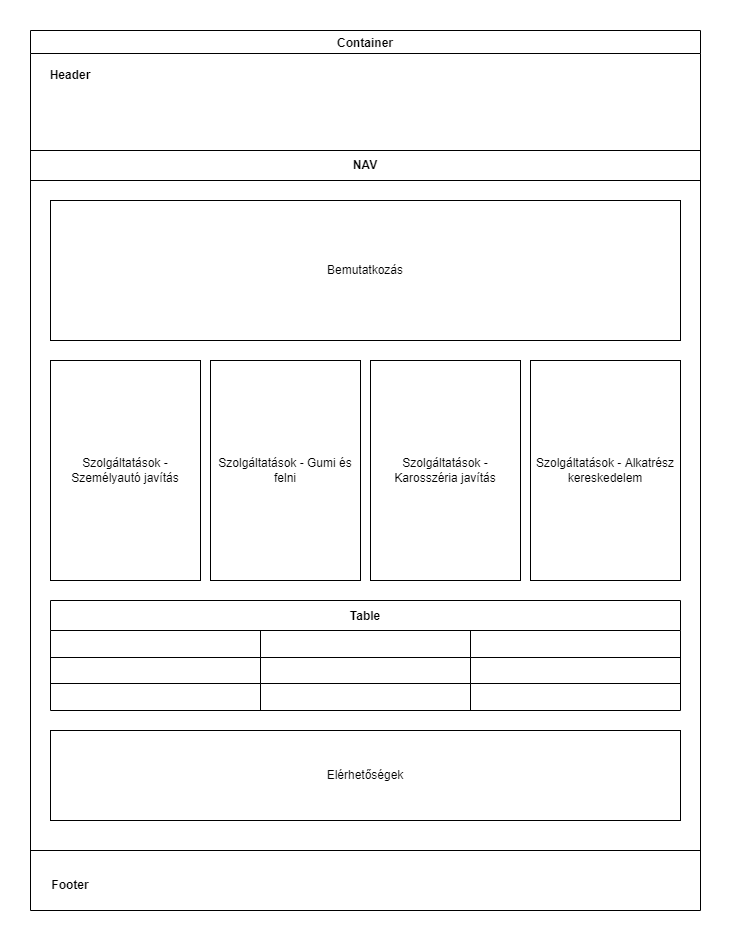 Container
Header
NAV
Bemutatkozás
Szolgáltatások -
Személyautó javítás
Szolgáltatások - Gumi és
felni
Szolgáltatások -
Karosszéria javítás
Szolgáltatások - Alkatrész
kereskedelem
Table
Elérhetőségek
Footer